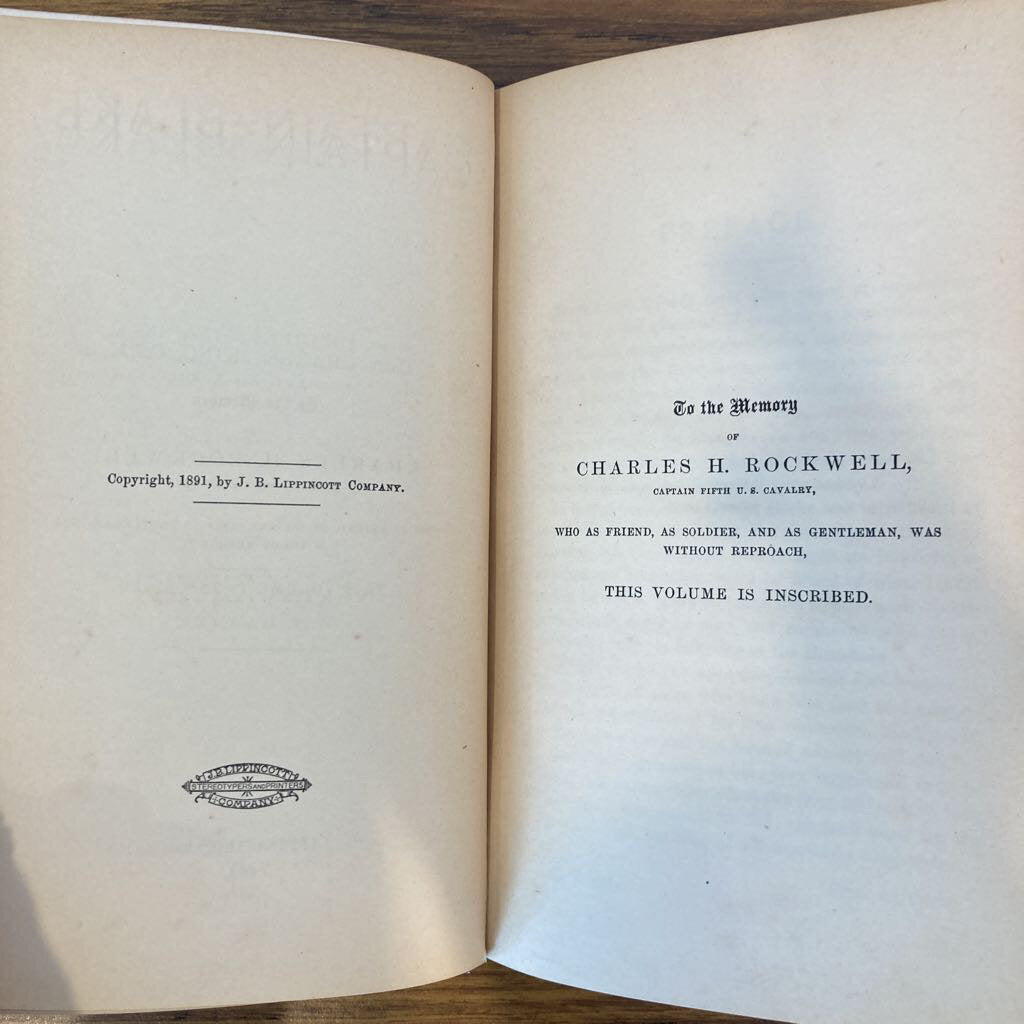 Copyright, 1891, by J. B. Lippincott Company.
J. B. LIPPINCOTT
STEREOTYPERS AND PRINTERS
COMPANY
To the Memory
OF
CHARLES H. ROCKWELL,
CAPTAIN FIFTH U. S. CAVALRY,
WHO AS FRIEND, AS SOLDIER, AND AS GENTLEMAN, WAS
WITHOUT REPROACH,
THIS VOLUME IS INSCRIBED.